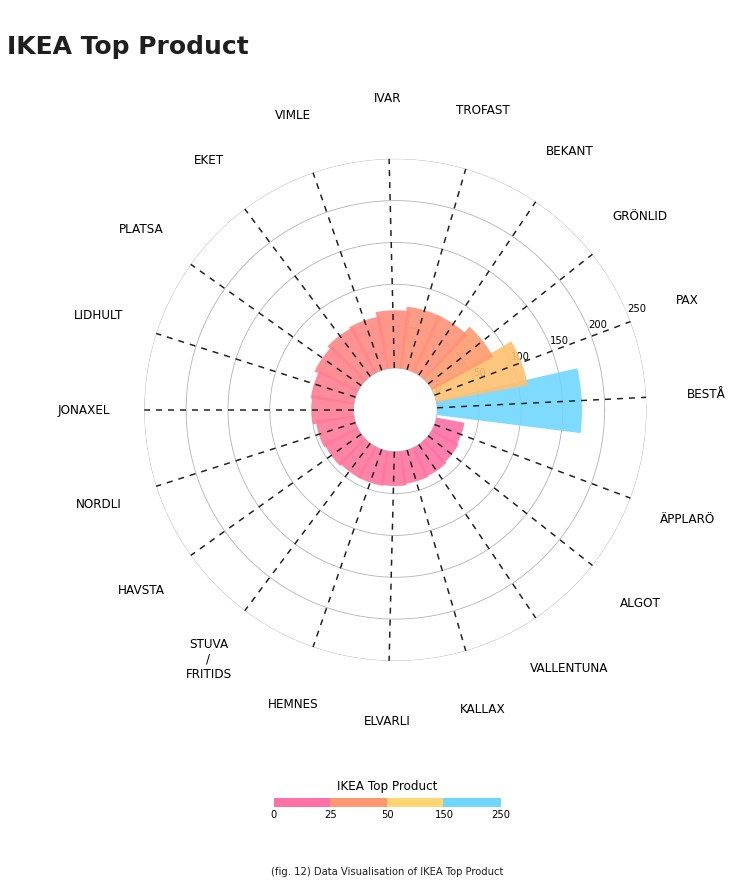 IKEA Top Product
IVAR
VIMLE
TROFAST
EKET
BEKANT
PLATSA
GRÖNLID
LIDHULT
PAX
250
200
150
100
50
JONAXEL
BESTÅ
NORDLI
ÄPPLARÖ
HAVSTA
ALGOT
STUVA
/
FRITIDS
VALLENTUNA
HEMNES
KALLAX
ELVARLI
IKEA Top Product
0 25 50 150 250
(fig. 12) Data Visualisation of IKEA Top Product